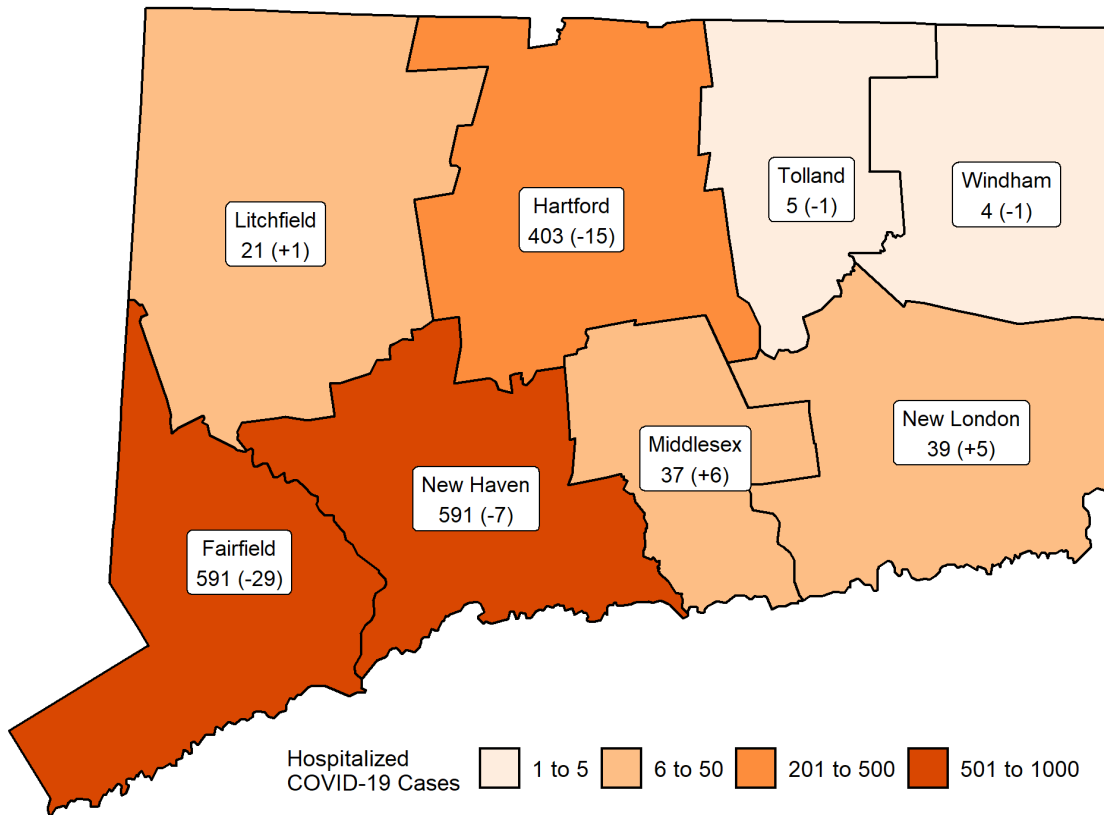 Tolland
5 (-1)
Windham
4 (-1)
Litchfield
21 (+1)
Hartford
403 (-15)
New London
39 (+5)
Middlesex
37 (+6)
New Haven
591 (-7)
Fairfield
591 (-29)
Hospitalized
COVID-19 Cases
1 to 5
6 to 50
201 to 500
501 to 1000